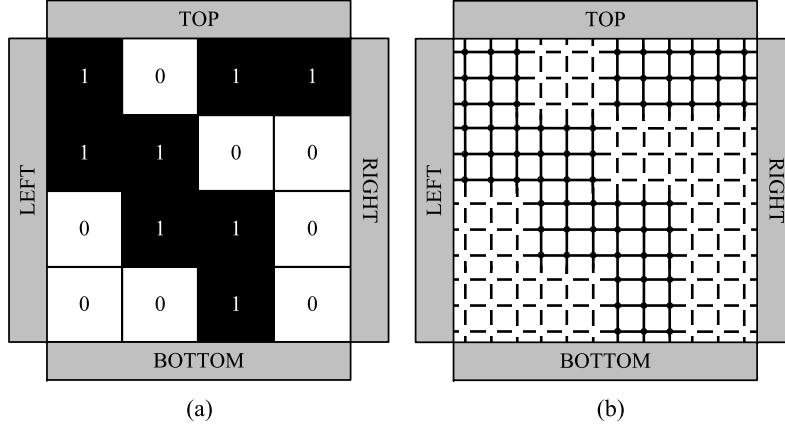 TOP TOP
1 0 1 1
1 1 0 0
LEFT RIGHT LEFT RIGHT
0 1 1 0
0 0 1 0
BOTTOM BOTTOM
(a) (b)